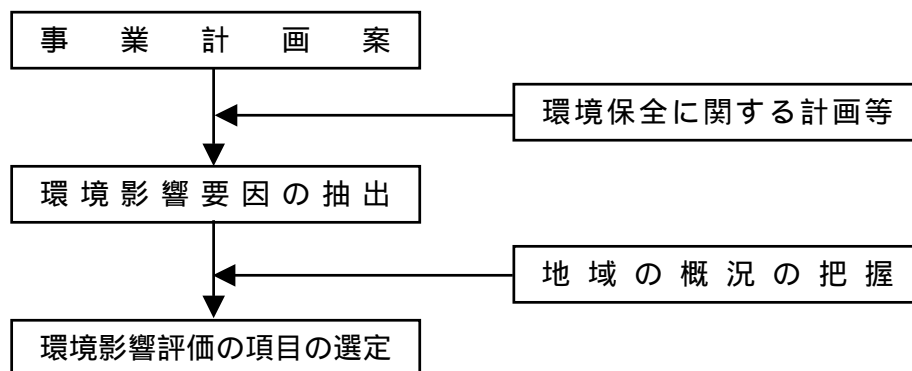 事業計画案
環境保全に関する計画等
環境影響要因の抽出
地域の概況の把握
環境影響評価の項目の選定